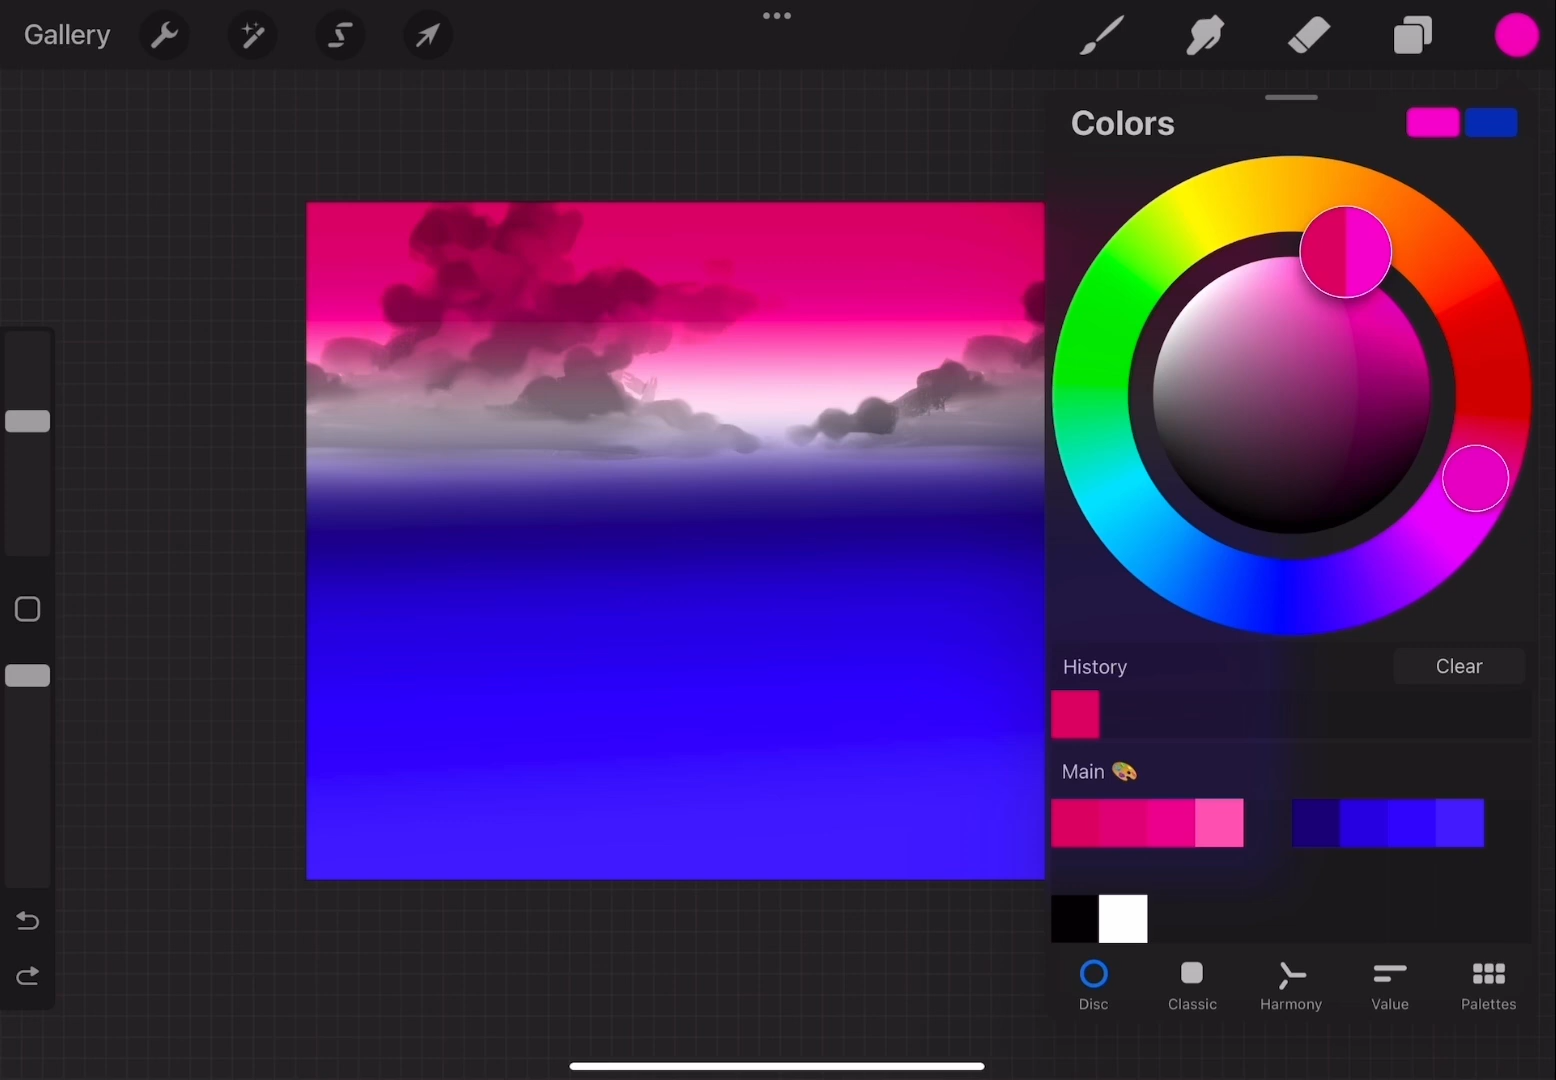 Gallery
Colors
History
Clear
Main 🎨
Disc
Classic
Harmony
Value
Palettes